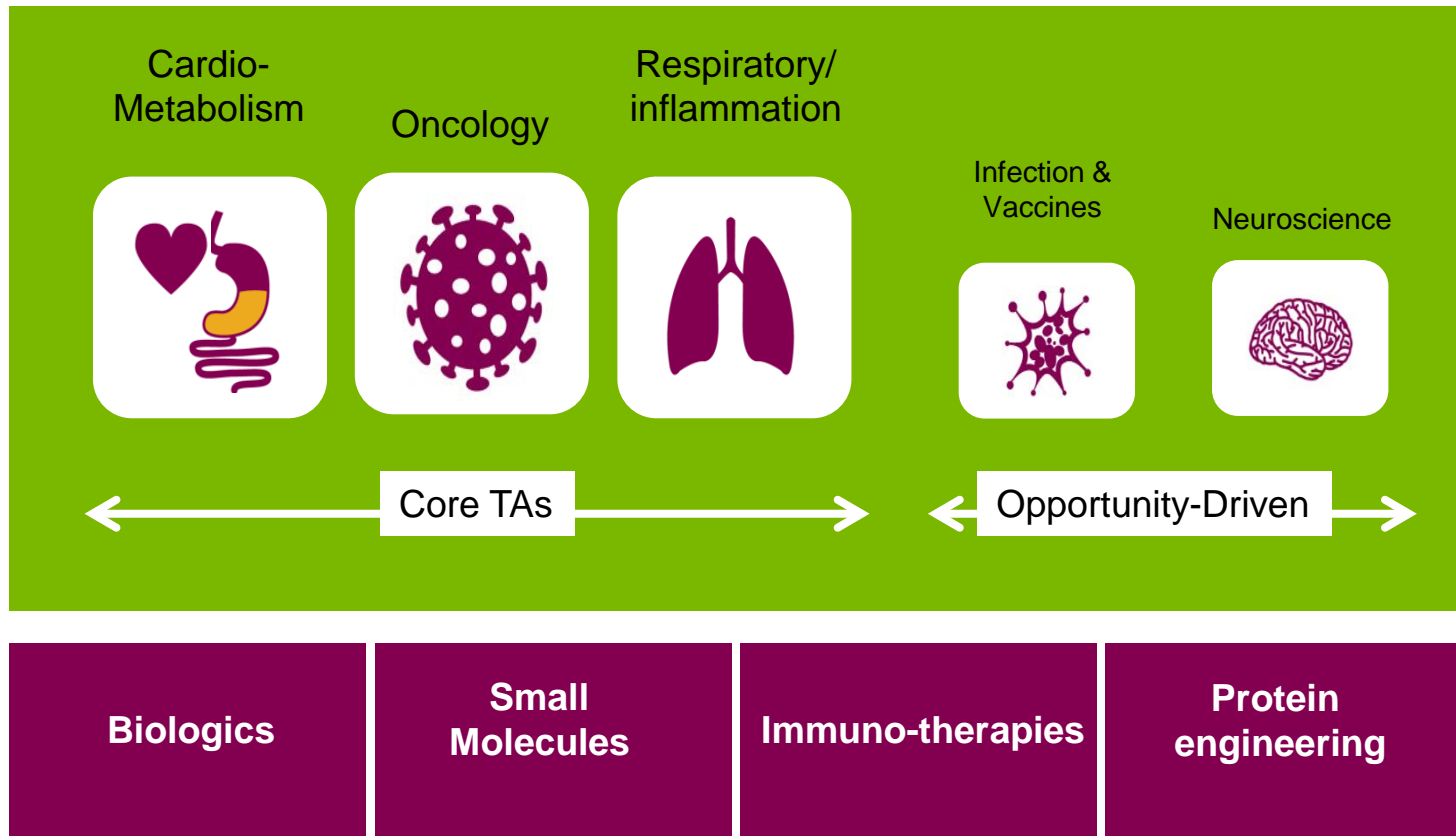 Cardio-
Metabolism
Oncology
Respiratory/
inflammation
Infection &
Vaccines
Neuroscience
Core TAs
Opportunity-Driven
Biologics
Small
Molecules
Immuno-therapies
Protein
engineering